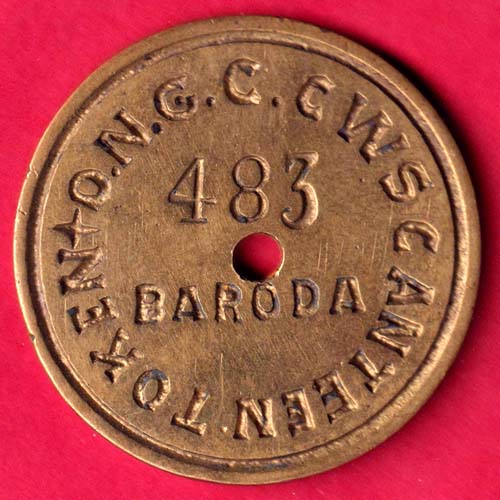 O.N.G.C. CWS CANTEEN TOKEN
483
BARODA